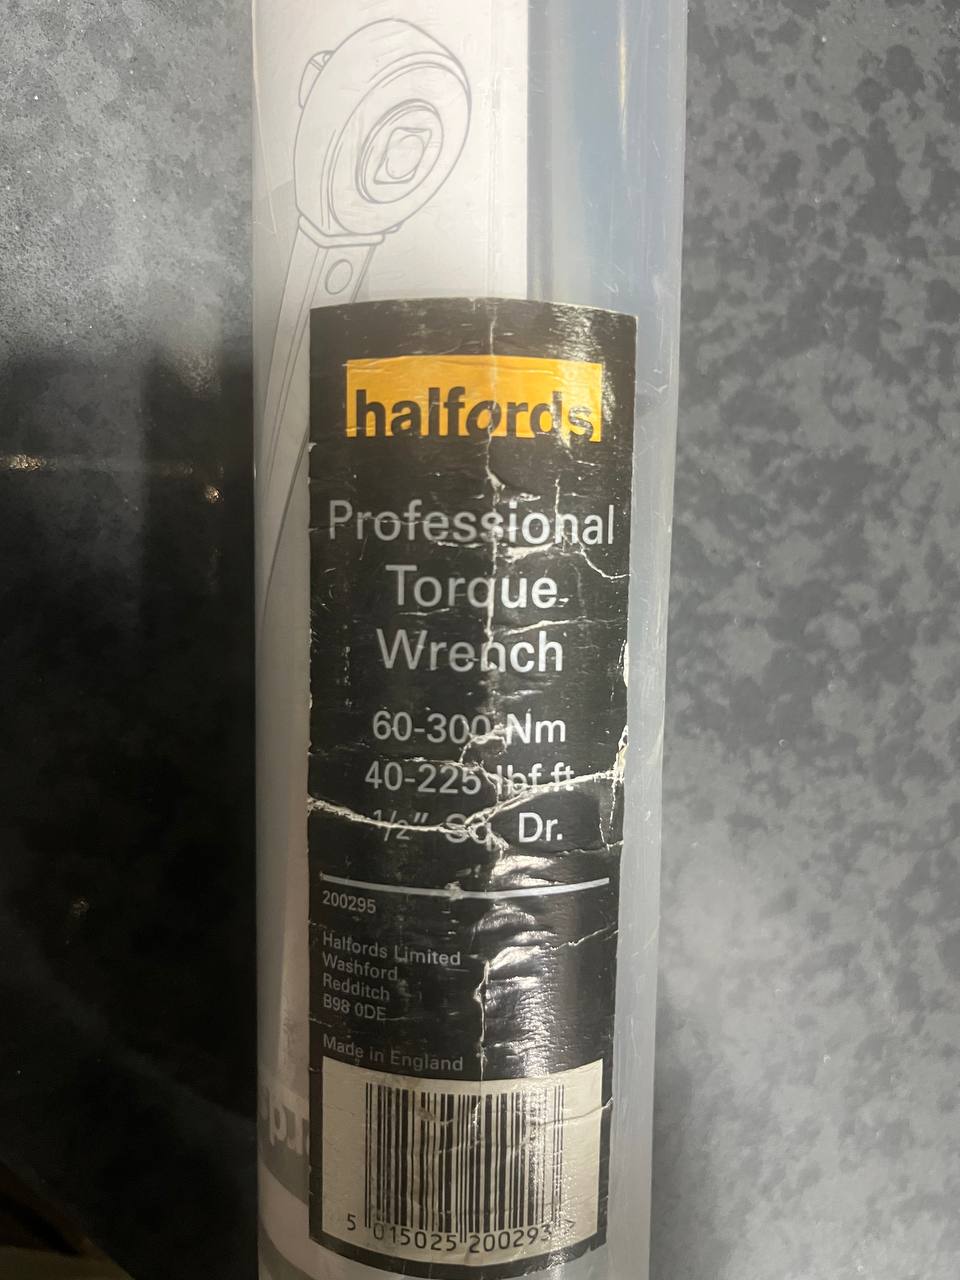 halfords
Professional
Torque
Wrench
60-300 Nm
40-225 lbf.ft
1/2" Sq. Dr.
200295
Halfords Limited
Washford
Redditch
B98 0DE
Made in England
5 015025 200293 >